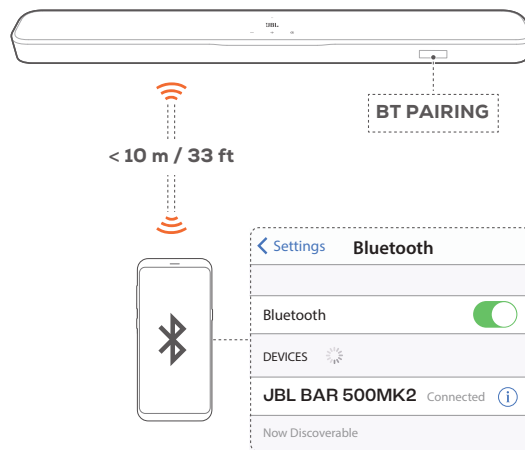 JBL
BT PAIRING
< 10 m / 33 ft
Settings Bluetooth
Bluetooth
DEVICES
JBL BAR 500MK2 Connected i
Now Discoverable